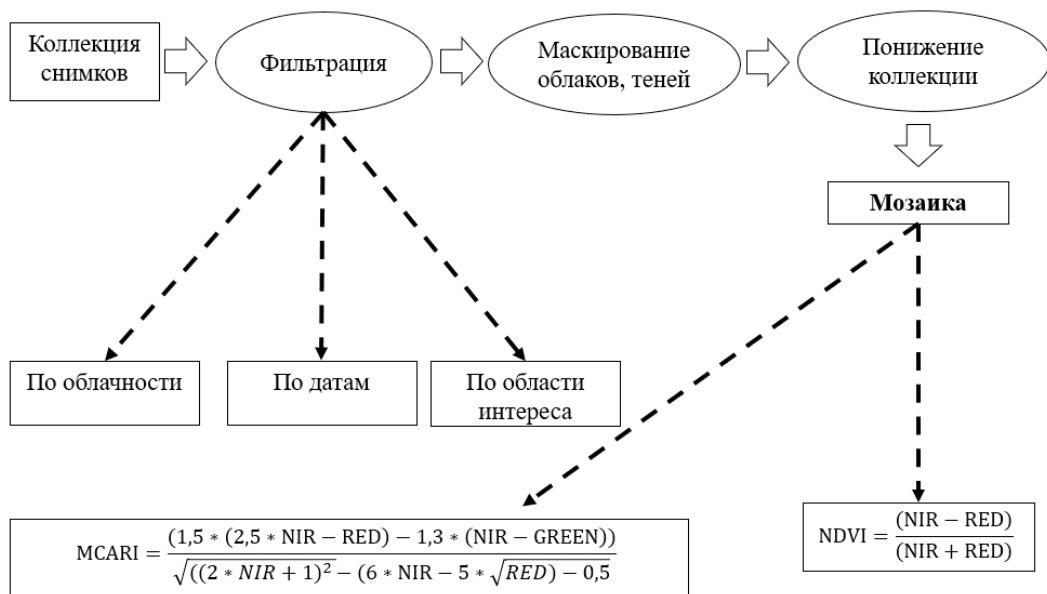 Коллекция
снимков
Фильтрация
Маскирование
облаков, теней
Понижение
коллекции
Мозаика
По облачности
По датам
По области
интереса
MCARI = (1,5 * (2,5 * NIR − RED) − 1,3 * (NIR − GREEN)) / √((2 * NIR + 1)² − (6 * NIR − 5 * √RED) − 0,5
NDVI = (NIR − RED) / (NIR + RED)